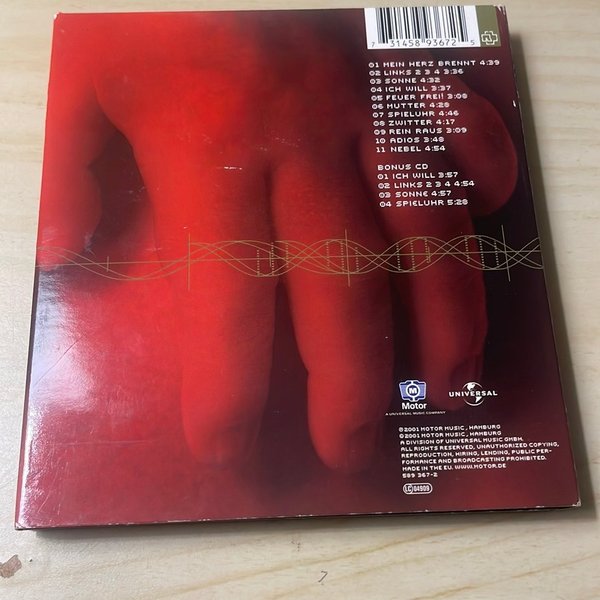 7 31458 93672 5
01 MEIN HERZ BRENNT 4:39
02 LINKS 2 3 4 3:36
03 SONNE 4:32
04 ICH WILL 3:37
05 FEUER FREI! 3:08
06 MUTTER 4:28
07 SPIELUHR 4:46
08 ZWITTER 4:17
09 REIN RAUS 3:09
10 ADIOS 3:48
11 NEBEL 4:54
BONUS CD
01 ICH WILL 3:57
02 LINKS 2 3 4 4:54
03 SONNE 4:57
04 SPIELUHR 5:28
M
Motor
A UNIVERSAL MUSIC COMPANY
UNIVERSAL
℗2001 MOTOR MUSIC, HAMBURG
©2001 MOTOR MUSIC, HAMBURG
A DIVISION OF UNIVERSAL MUSIC GMBH.
ALL RIGHTS RESERVED, UNAUTHORIZED COPYING,
REPRODUCTION, HIRING, LENDING, PUBLIC PER-
FORMANCE AND BROADCASTING PROHIBITED.
MADE IN THE EU. WWW.MOTOR.DE
589 367-2
LC 04909